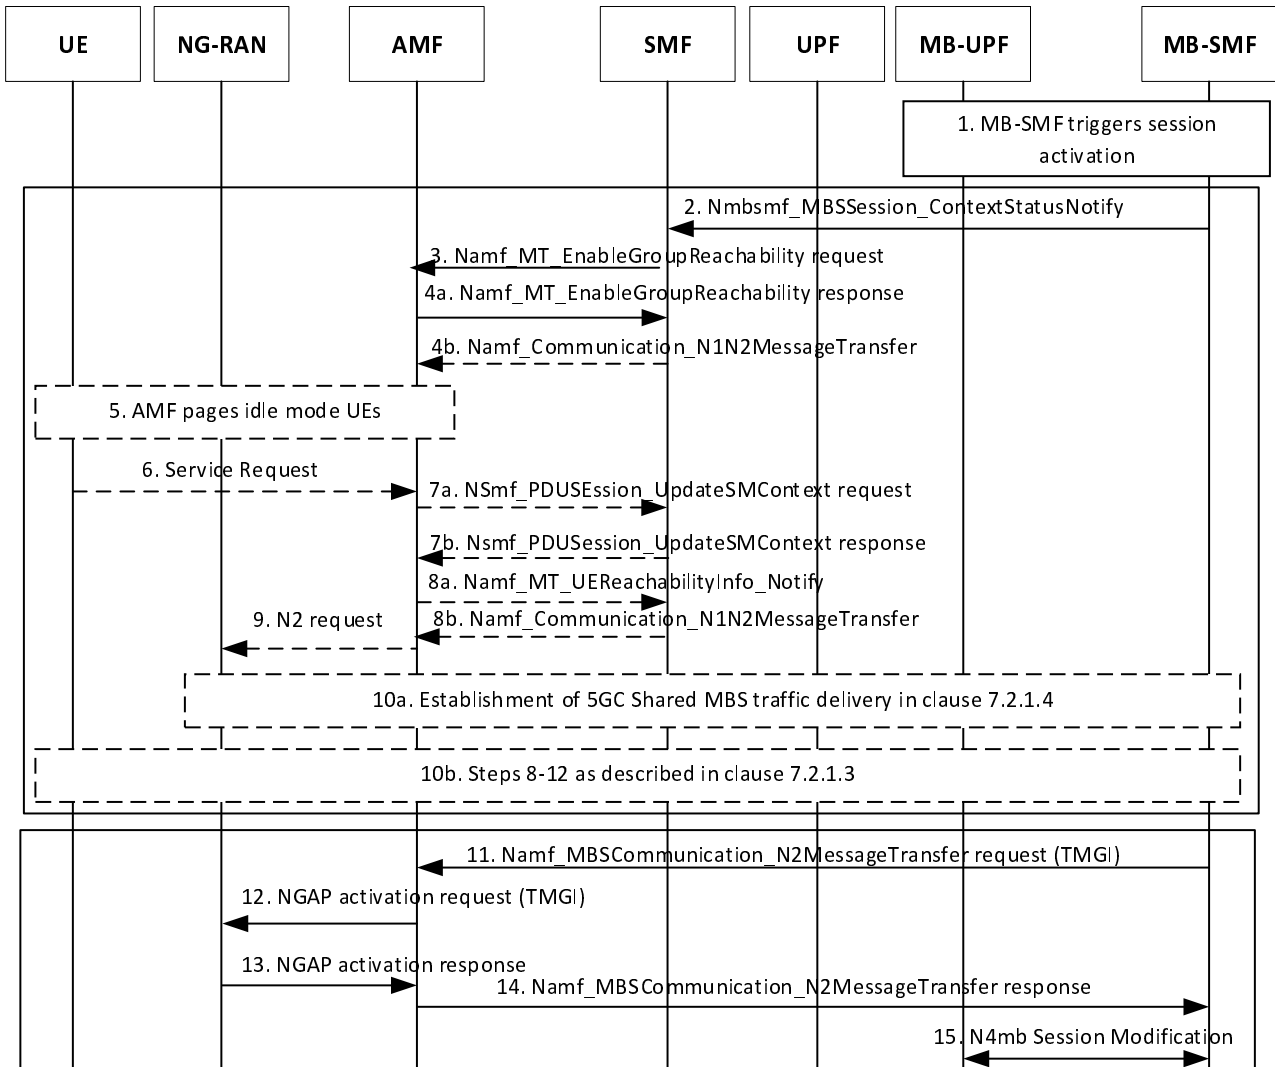 UE NG-RAN AMF SMF UPF MB-UPF MB-SMF
1. MB-SMF triggers session
activation
2. Nmbsmf_MBSSession_ContextStatusNotify
3. Namf_MT_EnableGroupReachability request
4a. Namf_MT_EnableGroupReachability response
4b. Namf_Communication_N1N2MessageTransfer
5. AMF pages idle mode UEs
6. Service Request
7a. NSmf_PDUSEssion_UpdateSMContext request
7b. Nsmf_PDUSession_UpdateSMContext response
8a. Namf_MT_UEReachabilityInfo_Notify
8b. Namf_Communication_N1N2MessageTransfer
9. N2 request
10a. Establishment of 5GC Shared MBS traffic delivery in clause 7.2.1.4
10b. Steps 8-12 as described in clause 7.2.1.3
11. Namf_MBSCommunication_N2MessageTransfer request (TMGI)
12. NGAP activation request (TMGI)
13. NGAP activation response
14. Namf_MBSCommunication_N2MessageTransfer response
15. N4mb Session Modification